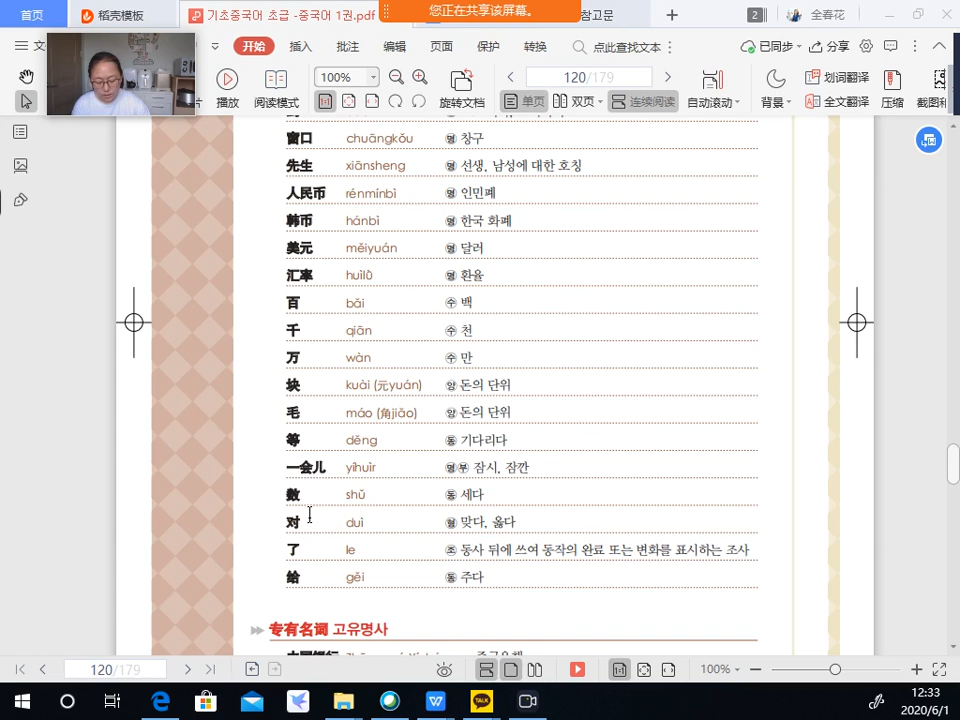 首页 稻壳模板 기초중국어 초급 -중국어 1권.pdf 您正在共享该屏幕。 참고문 2 全春花
开始 插入 批注 编辑 页面 保护 转换 点此查找文本 已同步 分享
播放 阅读模式 100% 旋转文档 120/179 单页 双页 连续阅读 自动滚动 背景 划词翻译 全文翻译 压缩 截图和
窗口 chuāngkǒu 명 창구
先生 xiānsheng 명 선생, 남성에 대한 호칭
人民币 rénmínbì 명 인민폐
韩币 hánbì 명 한국 화폐
美元 měiyuán 명 달러
汇率 huìlǜ 명 환율
百 bǎi 수 백
千 qiān 수 천
万 wàn 수 만
块 kuài (元yuán) 양 돈의 단위
毛 máo (角jiǎo) 양 돈의 단위
等 děng 동 기다리다
一会儿 yíhuìr 명부 잠시, 잠깐
数 shǔ 동 세다
对 duì 형 맞다, 옳다
了 le 조 동사 뒤에 쓰여 동작의 완료 또는 변화를 표시하는 조사
给 gěi 동 주다
专有名词 고유명사
120/179 100%
TALK
12:33
2020/6/1